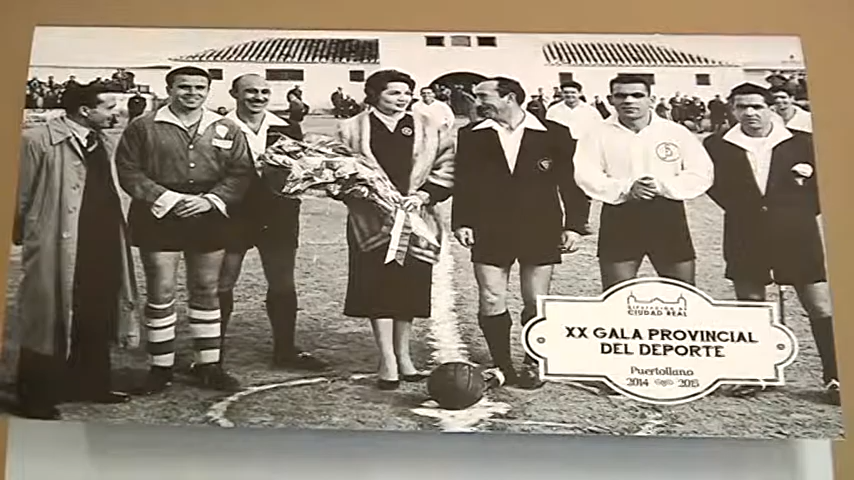 DIPUTACIÓN DE
CIUDAD REAL
XX GALA PROVINCIAL
DEL DEPORTE
Puertollano
2014 2015